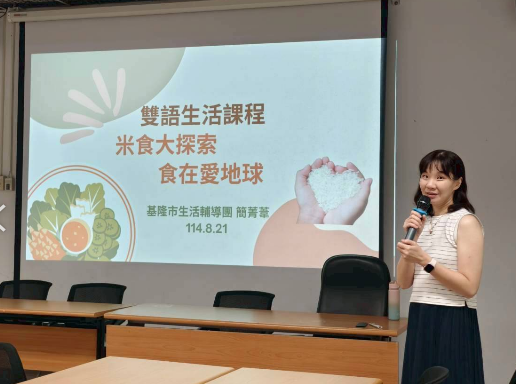 雙語生活課程
米食大探索
食在愛地球
基隆市生活輔導團 簡菁葦
114.8.21